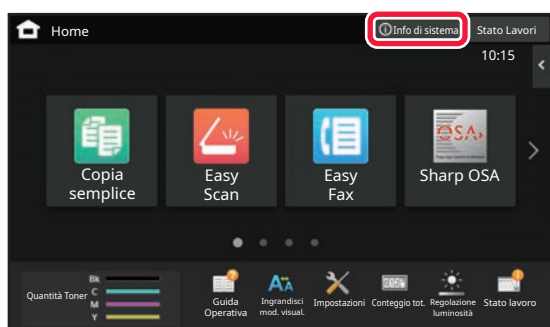 Home
Info di sistema
Stato Lavori
10:15
Copia
semplice
Easy
Scan
Easy
Fax
OSA
Sharp OSA
Quantità Toner
Bk
C
M
Y
Guida
Operativa
Ingrandisci
mod. visual.
Impostazioni
Conteggio tot.
Regolazione
luminosità
Stato lavoro